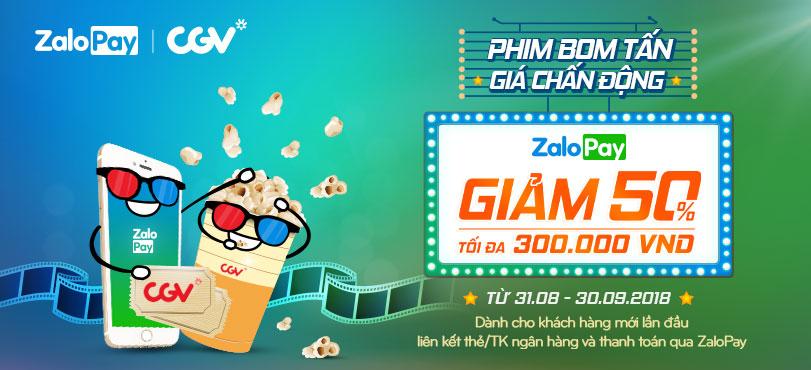 ZaloPay | CGV*
PHIM BOM TẤN
GIÁ CHẤN ĐỘNG
ZaloPay
GIẢM 50%
TỐI ĐA 300.000 VNĐ
TỪ 31.08 - 30.09.2018
Dành cho khách hàng mới lần đầu
liên kết thẻ/TK ngân hàng và thanh toán qua ZaloPay
Zalo
Pay
CGV
CGV